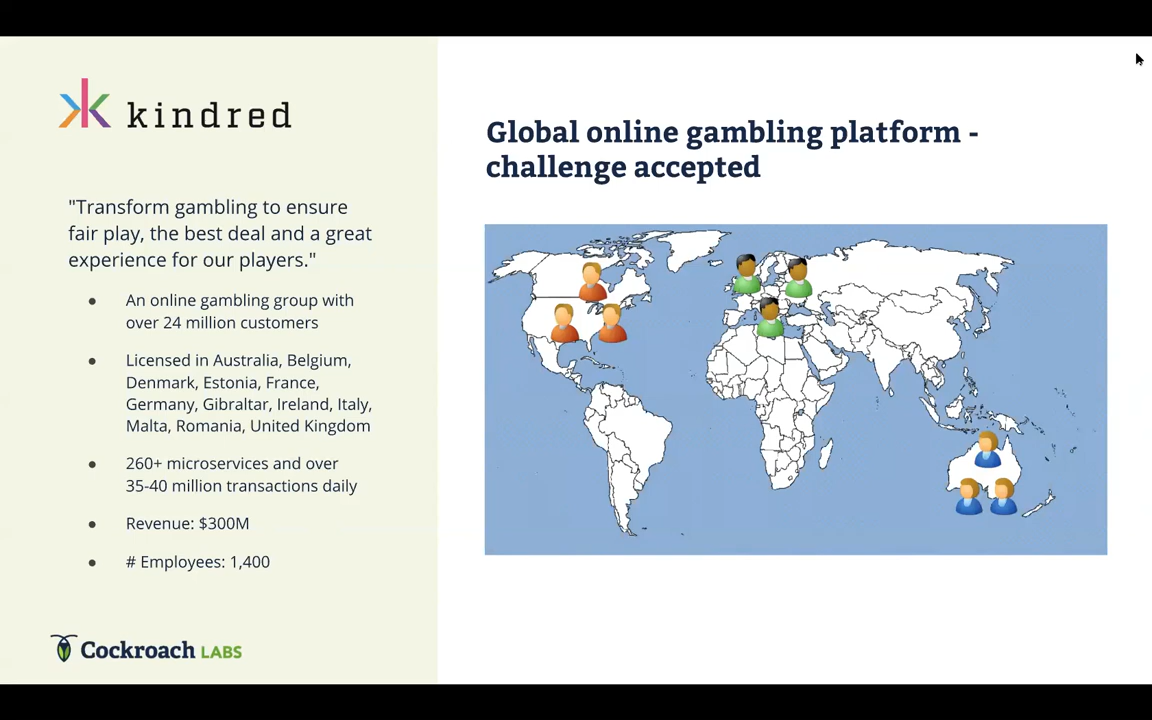 kindred
"Transform gambling to ensure
fair play, the best deal and a great
experience for our players."
● An online gambling group with
over 24 million customers
● Licensed in Australia, Belgium,
Denmark, Estonia, France,
Germany, Gibraltar, Ireland, Italy,
Malta, Romania, United Kingdom
● 260+ microservices and over
35-40 million transactions daily
● Revenue: $300M
● # Employees: 1,400
Cockroach LABS
Global online gambling platform -
challenge accepted